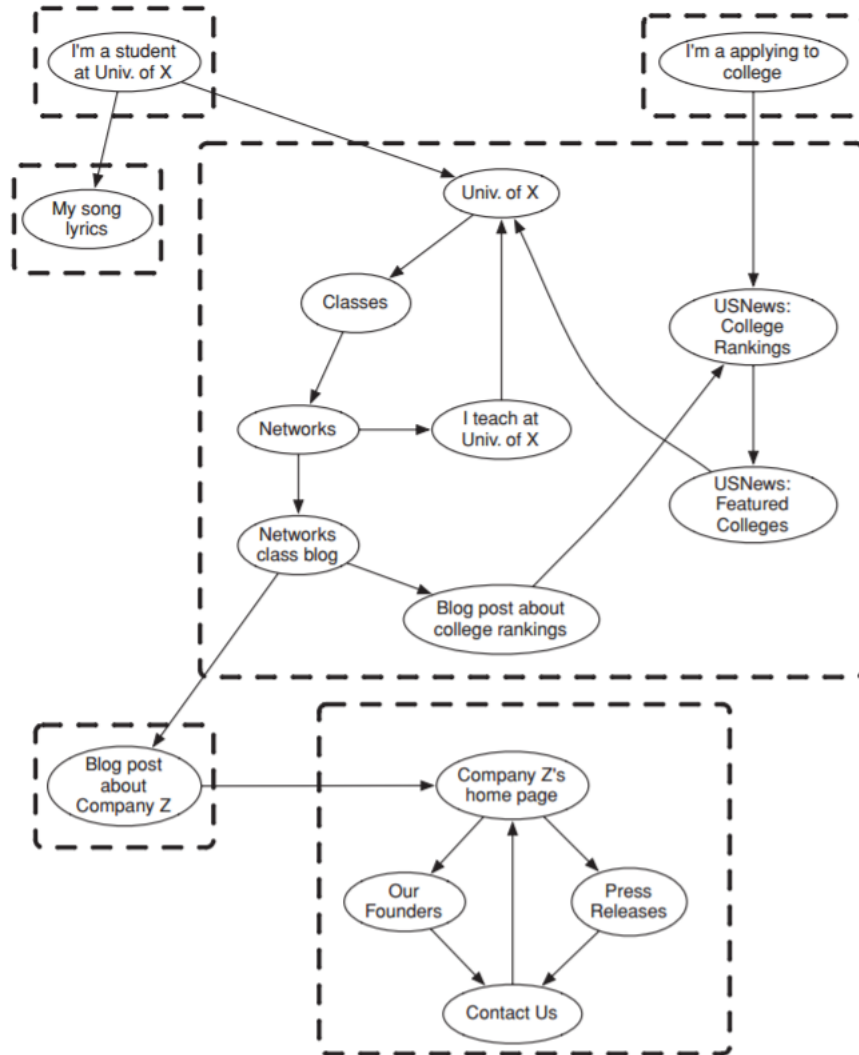 I'm a student
at Univ. of X
I'm a applying to
college
My song
lyrics
Univ. of X
Classes
USNews:
College
Rankings
Networks
I teach at
Univ. of X
USNews:
Featured
Colleges
Networks
class blog
Blog post about
college rankings
Blog post
about
Company Z
Company Z's
home page
Our
Founders
Press
Releases
Contact Us